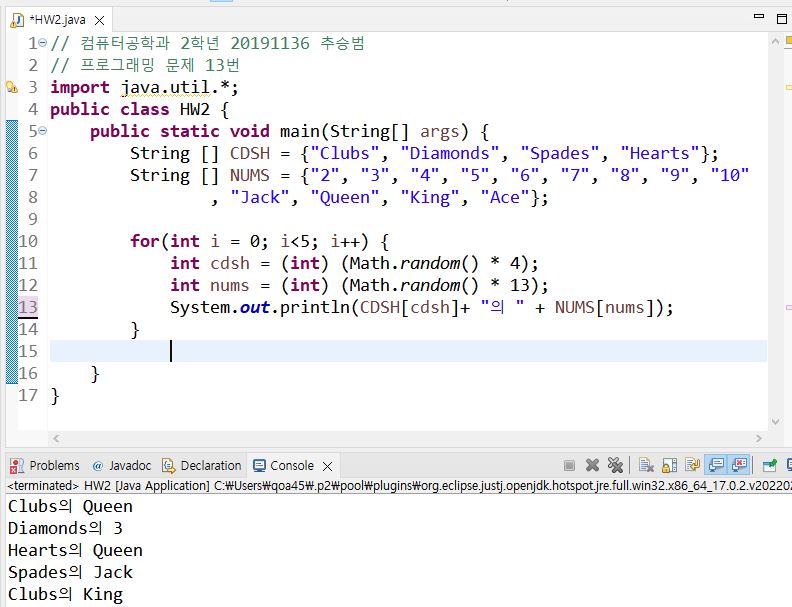 *HW2.java
1 // 컴퓨터공학과 2학년 20191136 추승범
2 // 프로그래밍 문제 13번
3 import java.util.*;
4 public class HW2 {
5 public static void main(String[] args) {
6 String [] CDSH = {"Clubs", "Diamonds", "Spades", "Hearts"};
7 String [] NUMS = {"2", "3", "4", "5", "6", "7", "8", "9", "10"
8 , "Jack", "Queen", "King", "Ace"};
9
10 for(int i = 0; i<5; i++) {
11 int cdsh = (int) (Math.random() * 4);
12 int nums = (int) (Math.random() * 13);
13 System.out.println(CDSH[cdsh]+ "의 " + NUMS[nums]);
14 }
15
16 }
17 }
Problems @ Javadoc Declaration Console
<terminated> HW2 [Java Application] C:₩Users₩qoa45₩.p2₩pool₩plugins₩org.eclipse.justj.openjdk.hotspot.jre.full.win32.x86_64_17.0.2.v20220
Clubs의 Queen
Diamonds의 3
Hearts의 Queen
Spades의 Jack
Clubs의 King